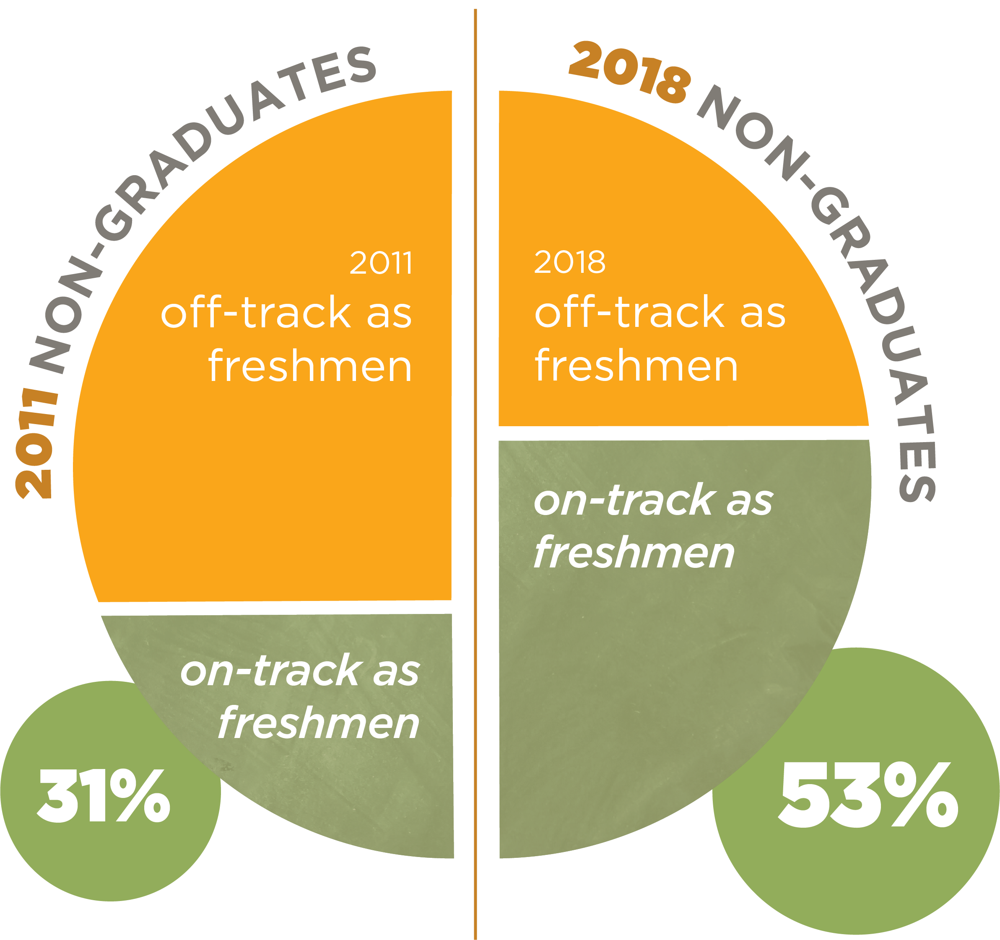 2011 NON-GRADUATES
2011
off-track as
freshmen
on-track as
freshmen
31%
2018 NON-GRADUATES
2018
off-track as
freshmen
on-track as
freshmen
53%